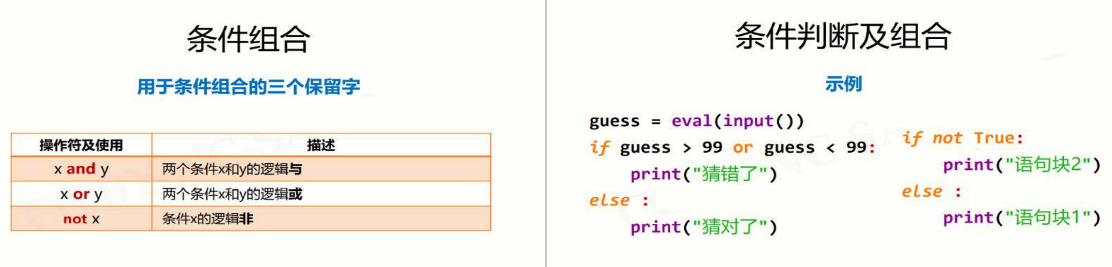 条件组合
用于条件组合的三个保留字
操作符及使用 描述
x and y 两个条件x和y的逻辑与
x or y 两个条件x和y的逻辑或
not x 条件x的逻辑非
条件判断及组合
示例
guess = eval(input())
if guess > 99 or guess < 99:
print("猜错了")
else :
print("猜对了")
if not True:
print("语句块2")
else :
print("语句块1")